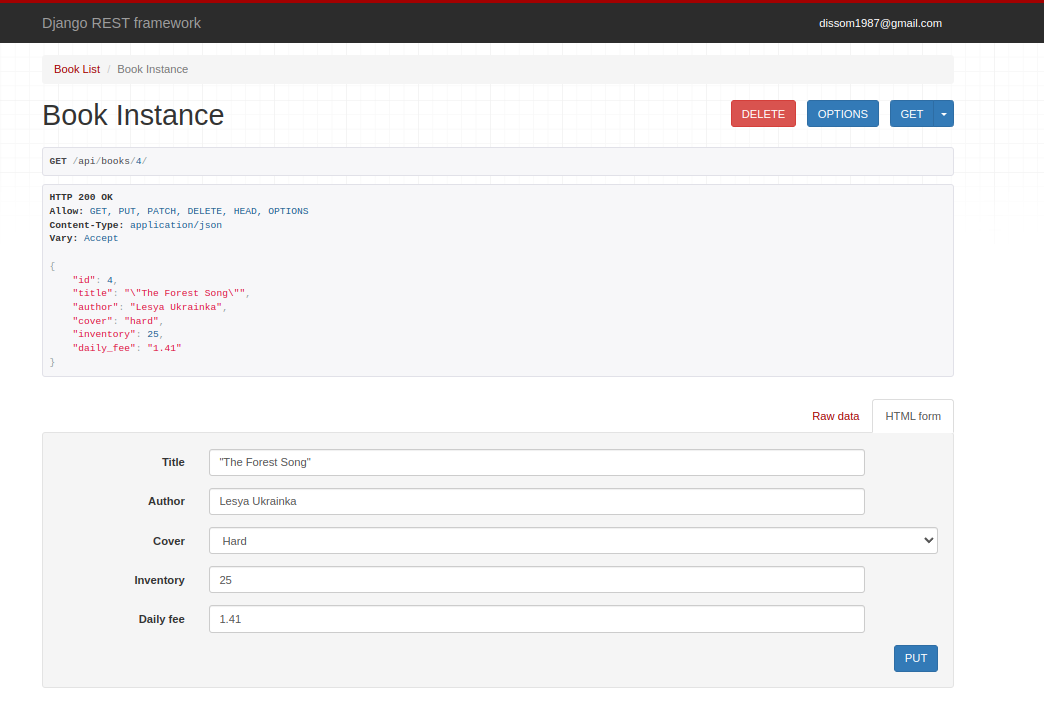 Django REST framework
dissom1987@gmail.com
Book List / Book Instance
Book Instance
DELETE
OPTIONS
GET
GET /api/books/4/
HTTP 200 OK
Allow: GET, PUT, PATCH, DELETE, HEAD, OPTIONS
Content-Type: application/json
Vary: Accept
{
    "id": 4,
    "title": "\"The Forest Song\"",
    "author": "Lesya Ukrainka",
    "cover": "hard",
    "inventory": 25,
    "daily_fee": "1.41"
}
Raw data
HTML form
Title
"The Forest Song"
Author
Lesya Ukrainka
Cover
Hard
Inventory
25
Daily fee
1.41
PUT